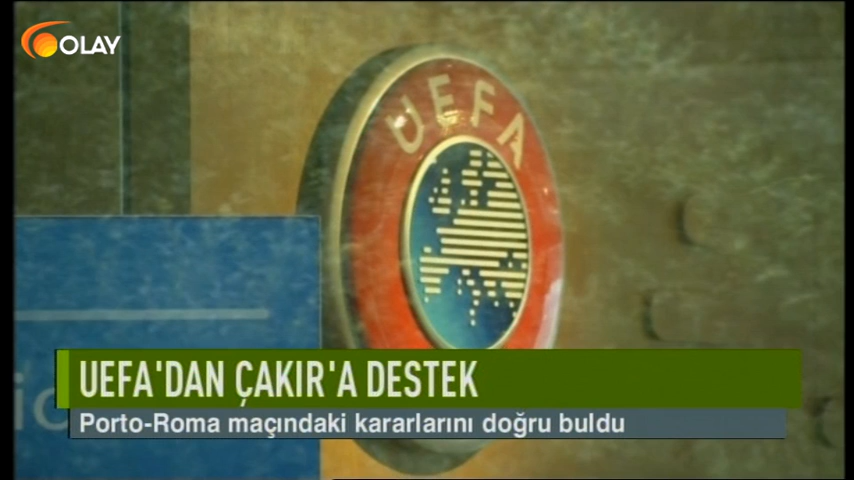 OLAY
UEFA
UEFA'DAN ÇAKIR'A DESTEK
Porto-Roma maçındaki kararlarını doğru buldu